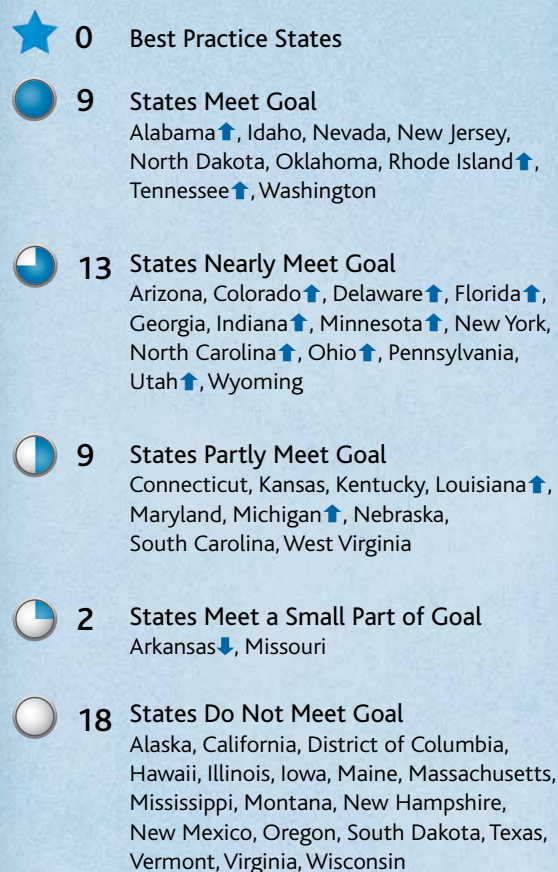 0 Best Practice States
9 States Meet Goal
Alabama⬆, Idaho, Nevada, New Jersey,
North Dakota, Oklahoma, Rhode Island⬆,
Tennessee⬆, Washington
13 States Nearly Meet Goal
Arizona, Colorado⬆, Delaware⬆, Florida⬆,
Georgia, Indiana⬆, Minnesota⬆, New York,
North Carolina⬆, Ohio⬆, Pennsylvania,
Utah⬆, Wyoming
9 States Partly Meet Goal
Connecticut, Kansas, Kentucky, Louisiana⬆,
Maryland, Michigan⬆, Nebraska,
South Carolina, West Virginia
2 States Meet a Small Part of Goal
Arkansas⬇, Missouri
18 States Do Not Meet Goal
Alaska, California, District of Columbia,
Hawaii, Illinois, Iowa, Maine, Massachusetts,
Mississippi, Montana, New Hampshire,
New Mexico, Oregon, South Dakota, Texas,
Vermont, Virginia, Wisconsin